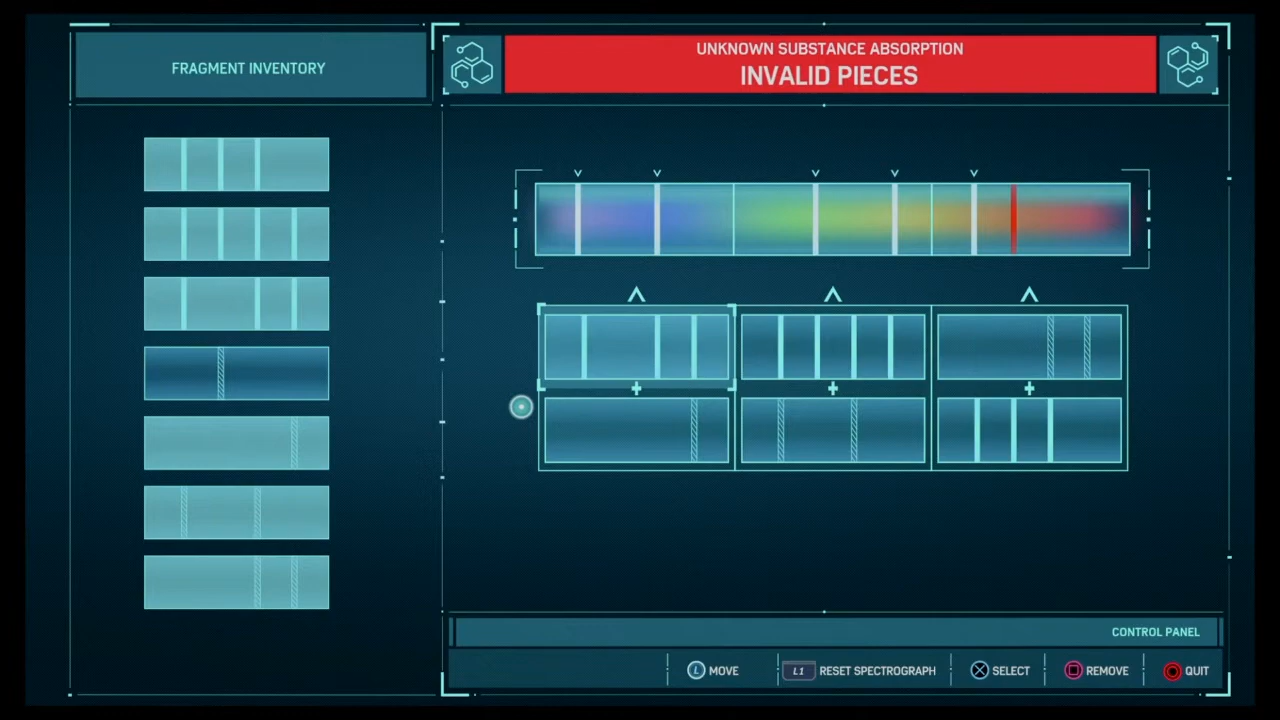 FRAGMENT INVENTORY
UNKNOWN SUBSTANCE ABSORPTION
INVALID PIECES
CONTROL PANEL
L MOVE
L1 RESET SPECTROGRAPH
SELECT
REMOVE
QUIT